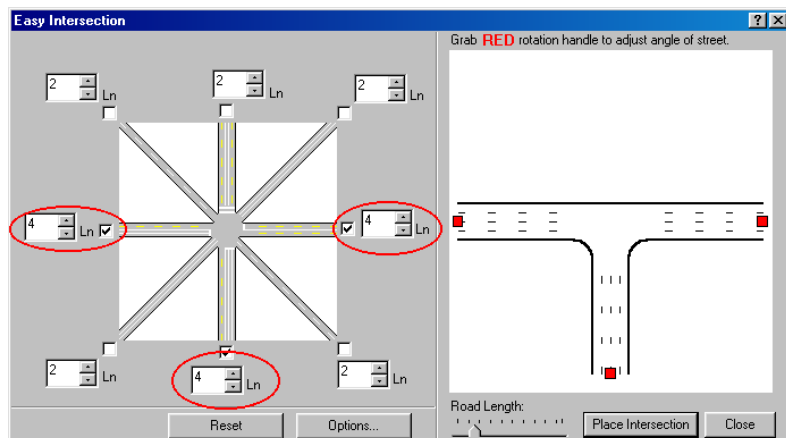 Easy Intersection
Grab RED rotation handle to adjust angle of street.
2 Ln
2 Ln
2 Ln
4 Ln
4 Ln
2 Ln
4 Ln
2 Ln
Road Length:
Reset
Options...
Place Intersection
Close